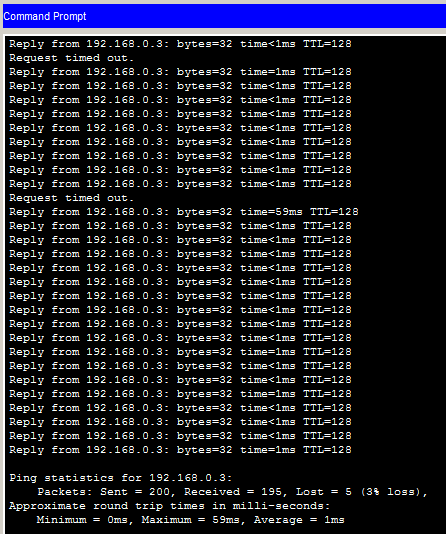 Command Prompt
Reply from 192.168.0.3: bytes=32 time<1ms TTL=128
Request timed out.
Reply from 192.168.0.3: bytes=32 time=1ms TTL=128
Reply from 192.168.0.3: bytes=32 time<1ms TTL=128
Reply from 192.168.0.3: bytes=32 time<1ms TTL=128
Reply from 192.168.0.3: bytes=32 time<1ms TTL=128
Reply from 192.168.0.3: bytes=32 time<1ms TTL=128
Reply from 192.168.0.3: bytes=32 time<1ms TTL=128
Reply from 192.168.0.3: bytes=32 time<1ms TTL=128
Reply from 192.168.0.3: bytes=32 time<1ms TTL=128
Reply from 192.168.0.3: bytes=32 time<1ms TTL=128
Request timed out.
Reply from 192.168.0.3: bytes=32 time=59ms TTL=128
Reply from 192.168.0.3: bytes=32 time<1ms TTL=128
Reply from 192.168.0.3: bytes=32 time<1ms TTL=128
Reply from 192.168.0.3: bytes=32 time<1ms TTL=128
Reply from 192.168.0.3: bytes=32 time<1ms TTL=128
Reply from 192.168.0.3: bytes=32 time<1ms TTL=128
Reply from 192.168.0.3: bytes=32 time=1ms TTL=128
Reply from 192.168.0.3: bytes=32 time<1ms TTL=128
Reply from 192.168.0.3: bytes=32 time<1ms TTL=128
Reply from 192.168.0.3: bytes=32 time<1ms TTL=128
Reply from 192.168.0.3: bytes=32 time<1ms TTL=128
Reply from 192.168.0.3: bytes=32 time<1ms TTL=128
Reply from 192.168.0.3: bytes=32 time<1ms TTL=128
Reply from 192.168.0.3: bytes=32 time=1ms TTL=128
Reply from 192.168.0.3: bytes=32 time<1ms TTL=128
Reply from 192.168.0.3: bytes=32 time<1ms TTL=128
Reply from 192.168.0.3: bytes=32 time<1ms TTL=128
Reply from 192.168.0.3: bytes=32 time=1ms TTL=128
Ping statistics for 192.168.0.3:
Packets: Sent = 200, Received = 195, Lost = 5 (3% loss),
Approximate round trip times in milli-seconds:
Minimum = 0ms, Maximum = 59ms, Average = 1ms